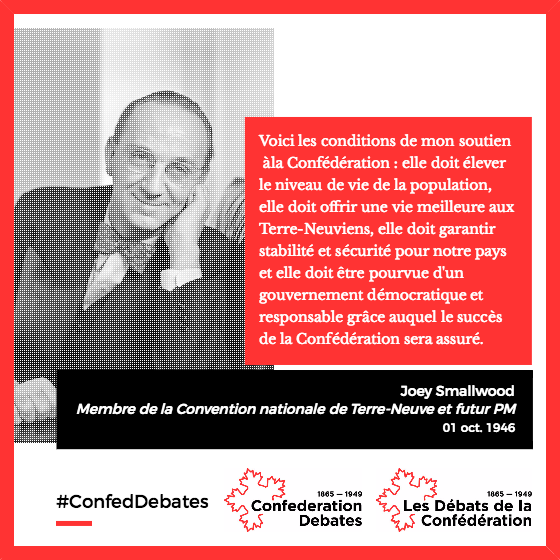 Voici les conditions de mon soutien
àla Confédération : elle doit élever
le niveau de vie de la population,
elle doit offrir une vie meilleure aux
Terre-Neuviens, elle doit garantir
stabilité et sécurité pour notre pays
et elle doit être pourvue d'un
gouvernement démocratique et
responsable grâce auquel le succès
de la Confédération sera assuré.
Joey Smallwood
Membre de la Convention nationale de Terre-Neuve et futur PM
01 oct. 1946
#ConfedDebates
1865 — 1949
Confederation
Debates
1865 — 1949
Les Débats de la
Confédération